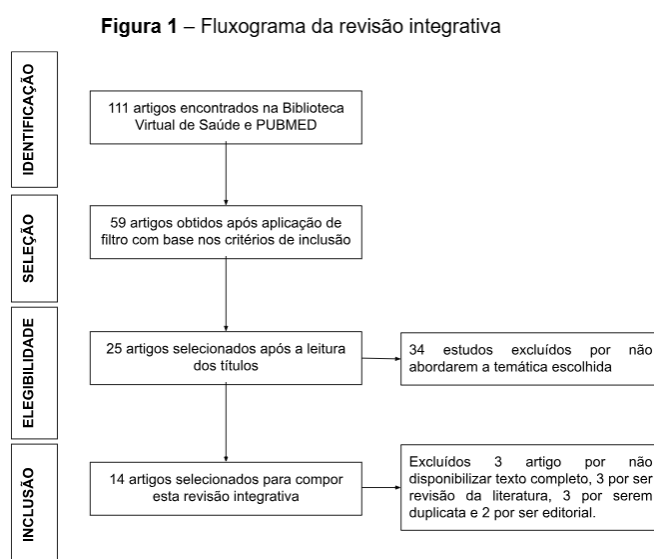 Figura 1 – Fluxograma da revisão integrativa
IDENTIFICAÇÃO
111 artigos encontrados na Biblioteca
Virtual de Saúde e PUBMED
SELEÇÃO
59 artigos obtidos após aplicação de
filtro com base nos critérios de inclusão
ELEGIBILIDADE
25 artigos selecionados após a leitura
dos títulos
34 estudos excluídos por não
abordarem a temática escolhida
INCLUSÃO
14 artigos selecionados para compor
esta revisão integrativa
Excluídos 3 artigo por não
disponibilizar texto completo, 3 por ser
revisão da literatura, 3 por serem
duplicata e 2 por ser editorial.